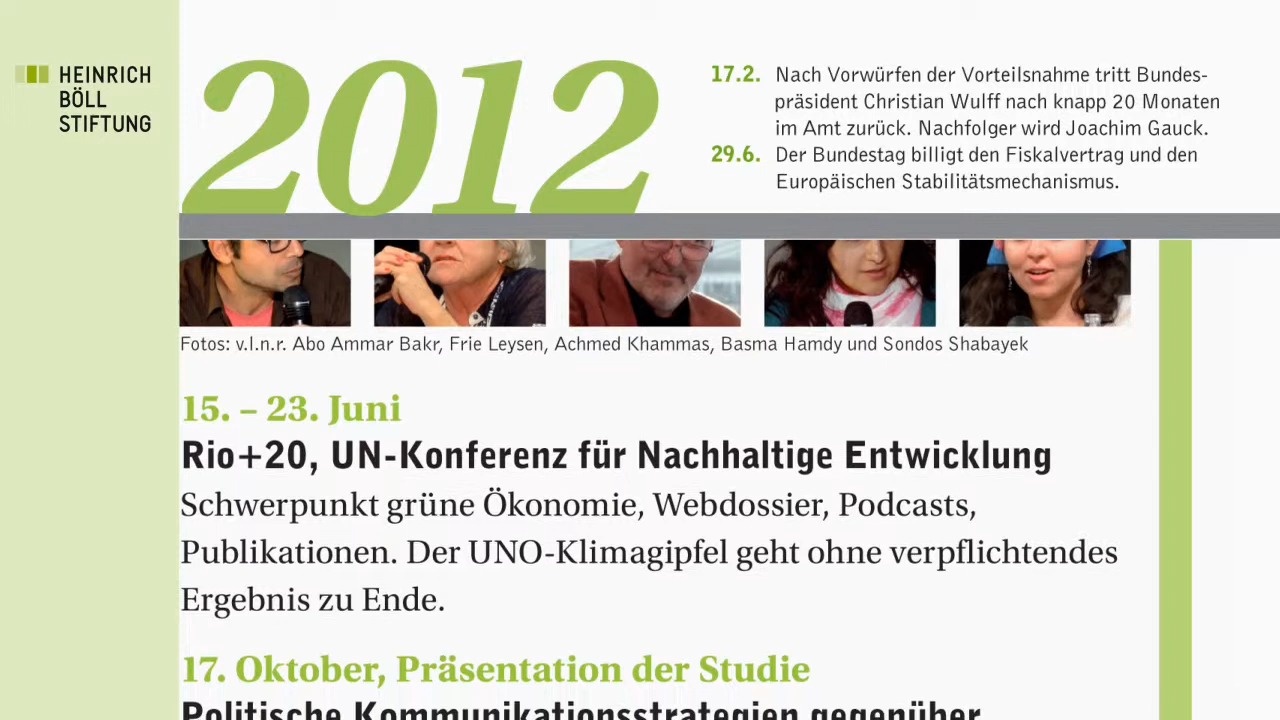 HEINRICH
BÖLL
STIFTUNG
2012
17.2. Nach Vorwürfen der Vorteilsnahme tritt Bundes-
präsident Christian Wulff nach knapp 20 Monaten
im Amt zurück. Nachfolger wird Joachim Gauck.
29.6. Der Bundestag billigt den Fiskalvertrag und den
Europäischen Stabilitätsmechanismus.
Fotos: v.l.n.r. Abo Ammar Bakr, Frie Leysen, Achmed Khammas, Basma Hamdy und Sondos Shabayek
15. – 23. Juni
Rio+20, UN-Konferenz für Nachhaltige Entwicklung
Schwerpunkt grüne Ökonomie, Webdossier, Podcasts,
Publikationen. Der UNO-Klimagipfel geht ohne verpflichtendes
Ergebnis zu Ende.
17. Oktober, Präsentation der Studie
Politische Kommunikationsstrategien gegenüber